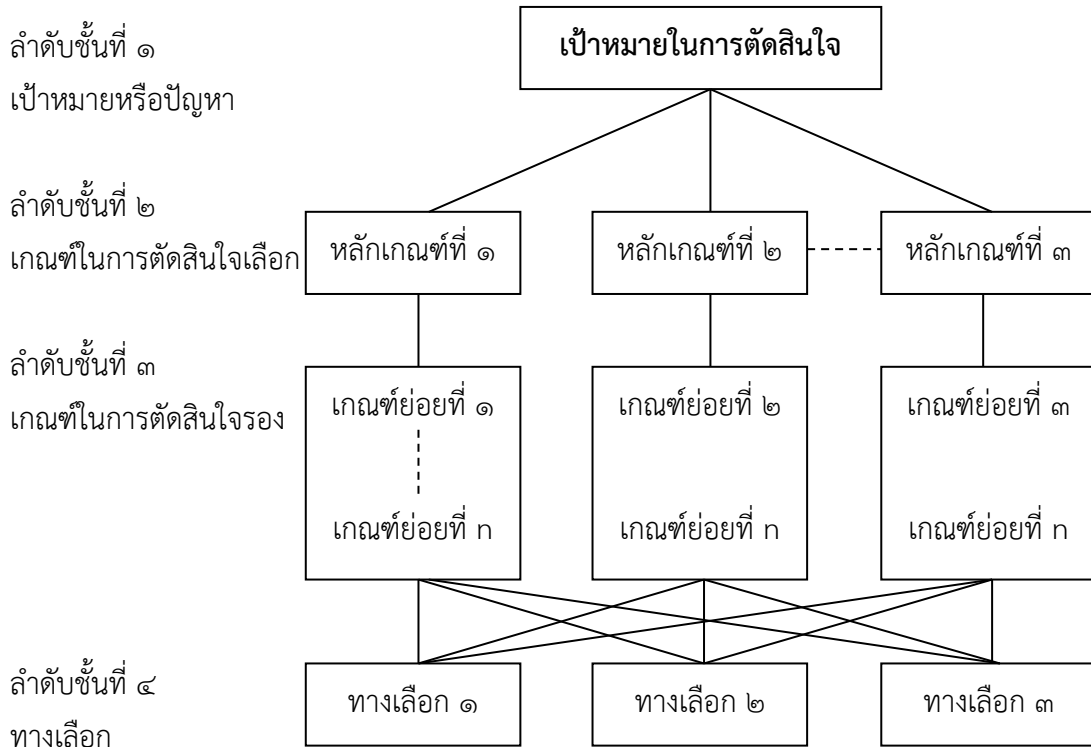 ลำดับชั้นที่ ๑
เป้าหมายหรือปัญหา
เป้าหมายในการตัดสินใจ
ลำดับชั้นที่ ๒
เกณฑ์ในการตัดสินใจเลือก
หลักเกณฑ์ที่ ๑
หลักเกณฑ์ที่ ๒
หลักเกณฑ์ที่ ๓
ลำดับชั้นที่ ๓
เกณฑ์ในการตัดสินใจรอง
เกณฑ์ย่อยที่ ๑
เกณฑ์ย่อยที่ n
เกณฑ์ย่อยที่ ๒
เกณฑ์ย่อยที่ n
เกณฑ์ย่อยที่ ๓
เกณฑ์ย่อยที่ n
ลำดับชั้นที่ ๔
ทางเลือก
ทางเลือก ๑
ทางเลือก ๒
ทางเลือก ๓